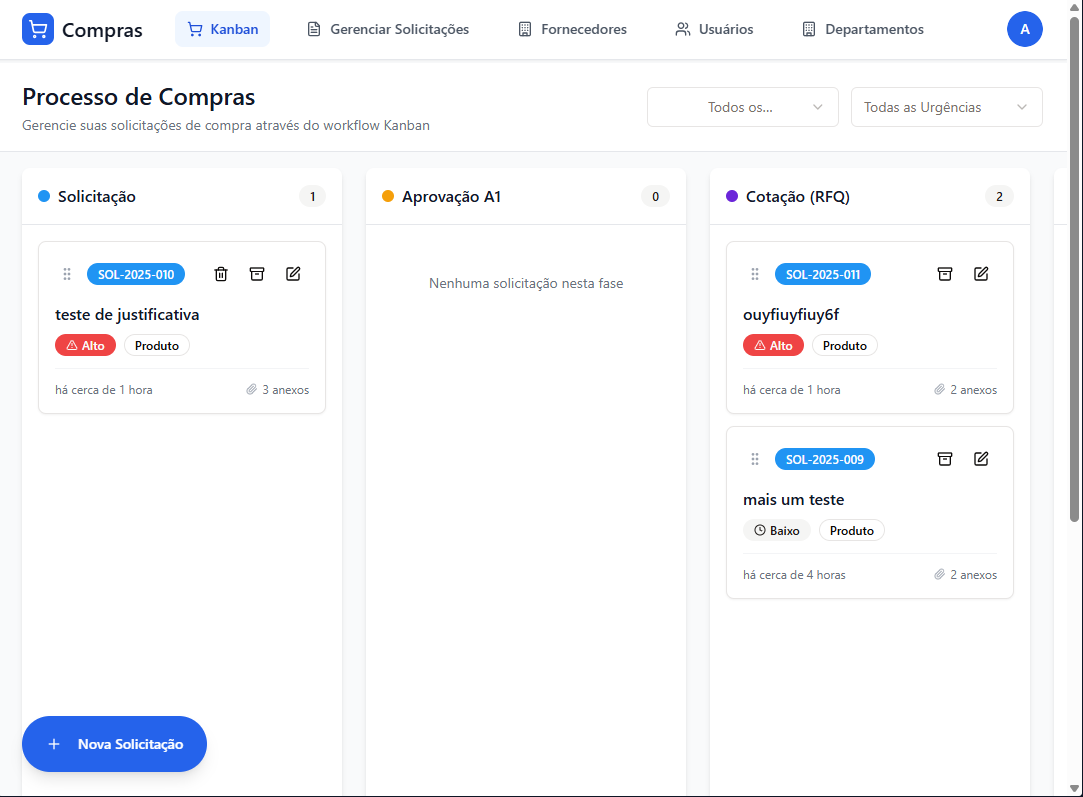 Compras
Kanban
Gerenciar Solicitações
Fornecedores
Usuários
Departamentos
A
Processo de Compras
Gerencie suas solicitações de compra através do workflow Kanban
Todos os...
Todas as Urgências
Solicitação
1
SOL-2025-010
teste de justificativa
Alto
Produto
há cerca de 1 hora
3 anexos
Aprovação A1
0
Nenhuma solicitação nesta fase
Cotação (RFQ)
2
SOL-2025-011
ouyfiuyfiuy6f
Alto
Produto
há cerca de 1 hora
2 anexos
SOL-2025-009
mais um teste
Baixo
Produto
há cerca de 4 horas
2 anexos
+ Nova Solicitação